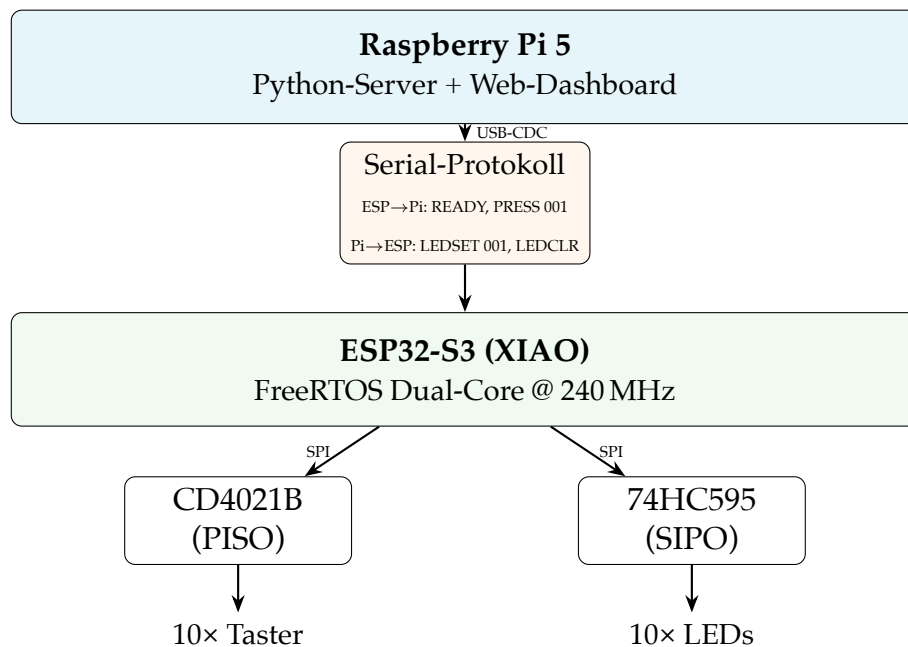 Raspberry Pi 5
Python-Server + Web-Dashboard
USB-CDC
Serial-Protokoll
ESP→Pi: READY, PRESS 001
Pi→ESP: LEDSET 001, LEDCLR
ESP32-S3 (XIAO)
FreeRTOS Dual-Core @ 240 MHz
SPI
SPI
CD4021B
(PISO)
74HC595
(SIPO)
10× Taster
10× LEDs